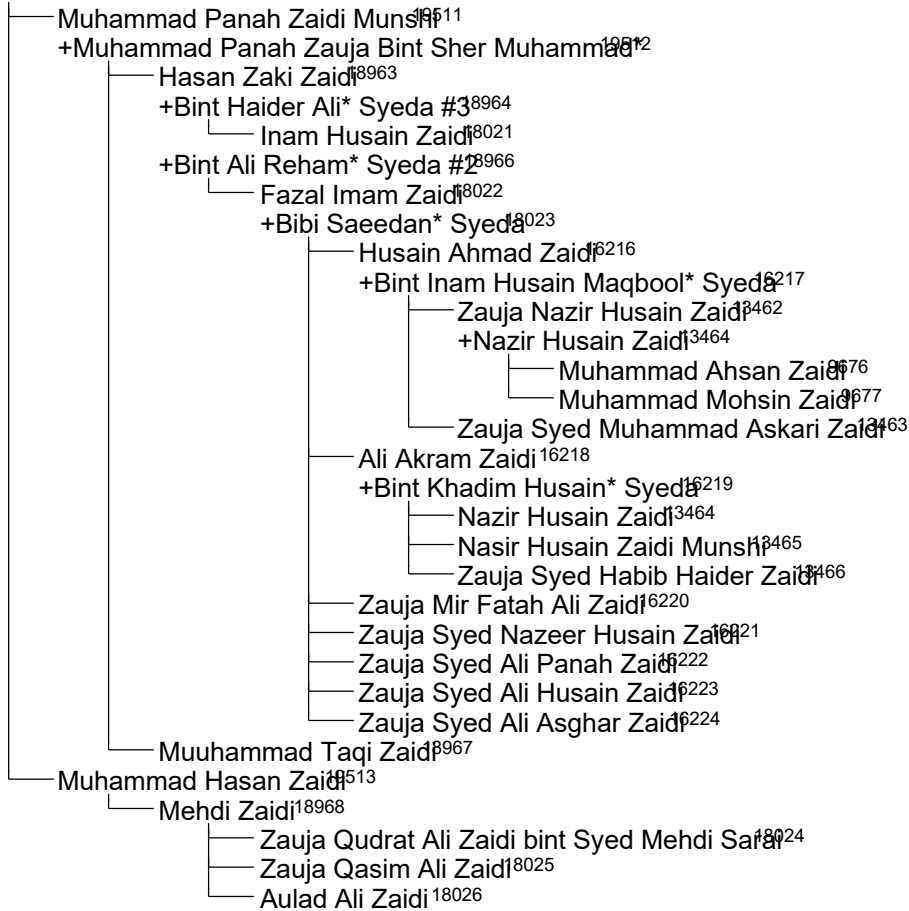 Muhammad Panah Zaidi Munshi19511
+Muhammad Panah Zauja Bint Sher Muhammad*19512
Hasan Zaki Zaidi18963
+Bint Haider Ali* Syeda #318964
Inam Husain Zaidi18021
+Bint Ali Reham* Syeda #218966
Fazal Imam Zaidi18022
+Bibi Saeedan* Syeda18023
Husain Ahmad Zaidi16216
+Bint Inam Husain Maqbool* Syeda16217
Zauja Nazir Husain Zaidi13462
+Nazir Husain Zaidi13464
Muhammad Ahsan Zaidi9676
Muhammad Mohsin Zaidi9677
Zauja Syed Muhammad Askari Zaidi13463
Ali Akram Zaidi16218
+Bint Khadim Husain* Syeda16219
Nazir Husain Zaidi13464
Nasir Husain Zaidi Munshi13465
Zauja Syed Habib Haider Zaidi13466
Zauja Mir Fatah Ali Zaidi16220
Zauja Syed Nazeer Husain Zaidi16221
Zauja Syed Ali Panah Zaidi16222
Zauja Syed Ali Husain Zaidi16223
Zauja Syed Ali Asghar Zaidi16224
Muuhammad Taqi Zaidi18967
Muhammad Hasan Zaidi19513
Mehdi Zaidi18968
Zauja Qudrat Ali Zaidi bint Syed Mehdi Sarai18024
Zauja Qasim Ali Zaidi18025
Aulad Ali Zaidi18026